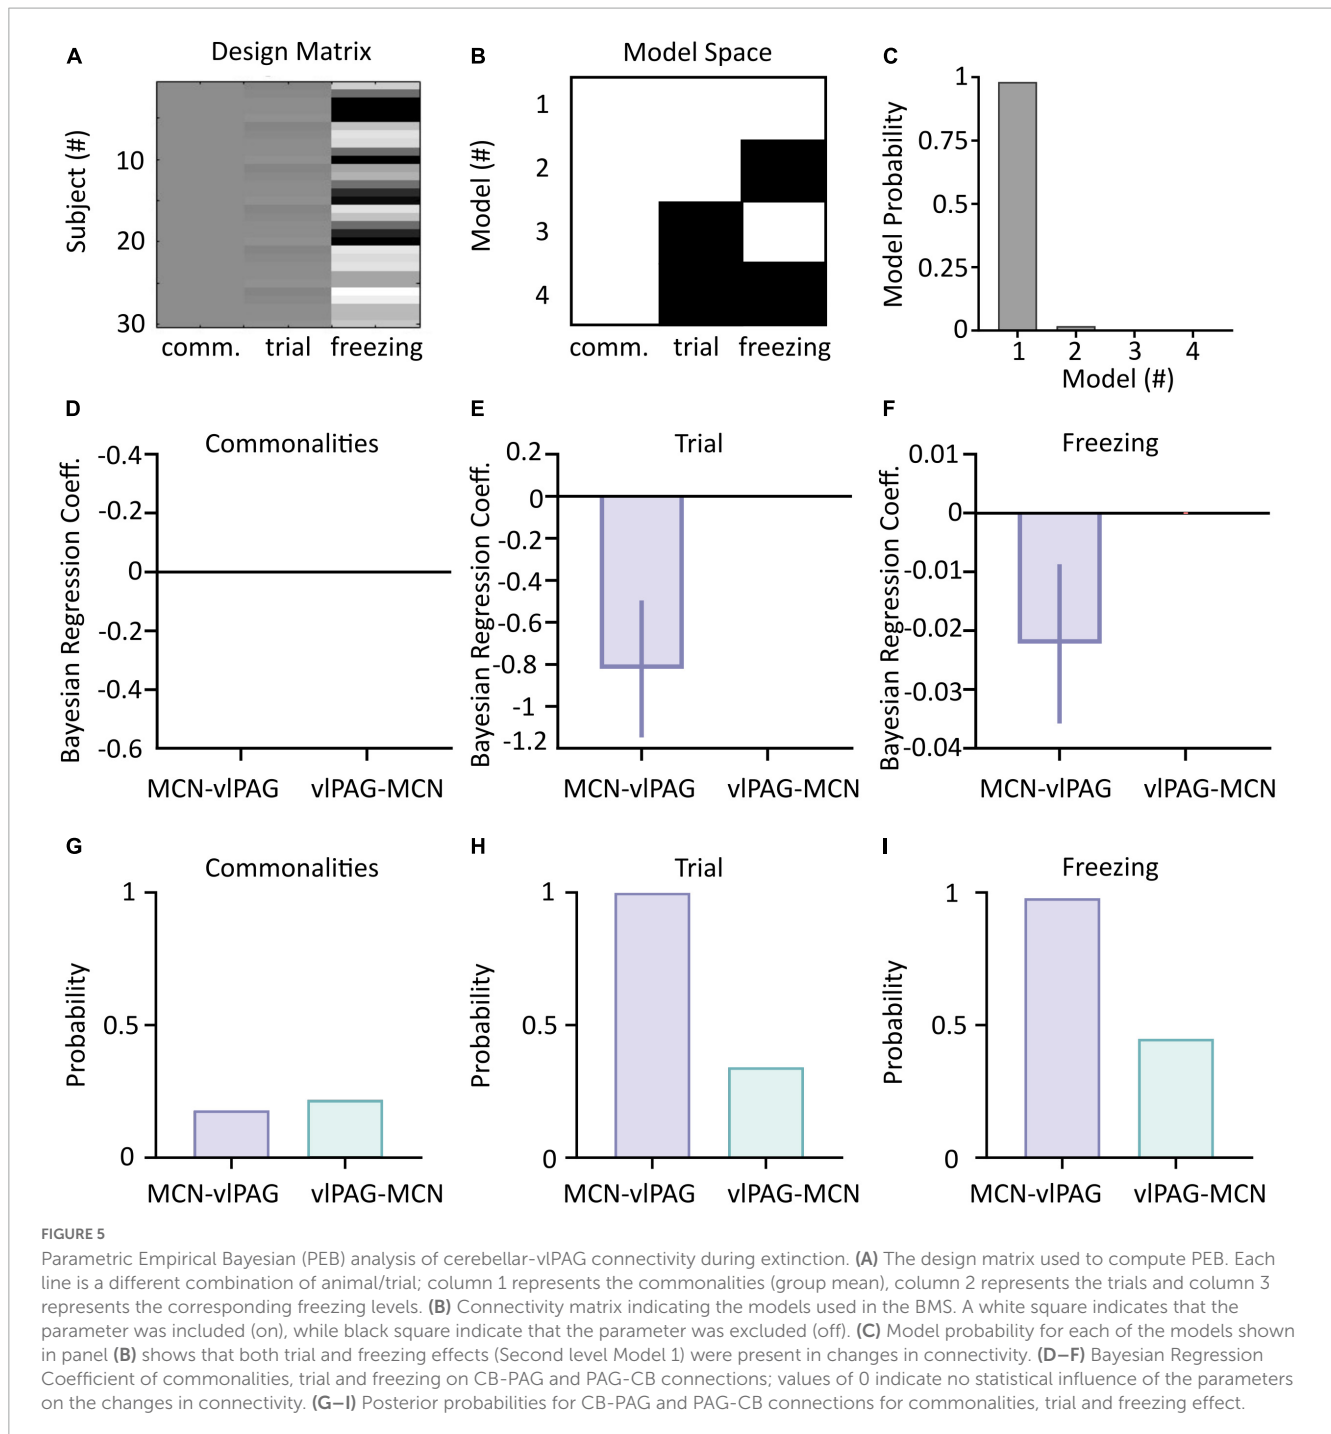 A
Design Matrix
Subject (#)
10
20
30
comm. trial freezing
B
Model Space
Model (#)
1
2
3
4
comm. trial freezing
C
Model Probability
1
0.75
0.5
0.25
0
1 2 3 4
Model (#)
D
Commonalities
Bayesian Regression Coeff.
-0.4
-0.2
0
-0.2
-0.4
-0.6
MCN-vlPAG vlPAG-MCN
E
Trial
Bayesian Regression Coeff.
0.2
0
-0.2
-0.4
-0.6
-0.8
-1
-1.2
MCN-vlPAG vlPAG-MCN
F
Freezing
Bayesian Regression Coeff.
0.01
0
-0.01
-0.02
-0.03
-0.04
MCN-vlPAG vlPAG-MCN
G
Commonalities
Probability
1
0.5
0
MCN-vlPAG vlPAG-MCN
H
Trial
Probability
1
0.5
0
MCN-vlPAG vlPAG-MCN
I
Freezing
Probability
1
0.5
0
MCN-vlPAG vlPAG-MCN
FIGURE 5
Parametric Empirical Bayesian (PEB) analysis of cerebellar-vlPAG connectivity during extinction. (A) The design matrix used to compute PEB. Each
line is a different combination of animal/trial; column 1 represents the commonalities (group mean), column 2 represents the trials and column 3
represents the corresponding freezing levels. (B) Connectivity matrix indicating the models used in the BMS. A white square indicates that the
parameter was included (on), while black square indicate that the parameter was excluded (off). (C) Model probability for each of the models shown
in panel (B) shows that both trial and freezing effects (Second level Model 1) were present in changes in connectivity. (D–F) Bayesian Regression
Coefficient of commonalities, trial and freezing on CB-PAG and PAG-CB connections; values of 0 indicate no statistical influence of the parameters
on the changes in connectivity. (G–I) Posterior probabilities for CB-PAG and PAG-CB connections for commonalities, trial and freezing effect.